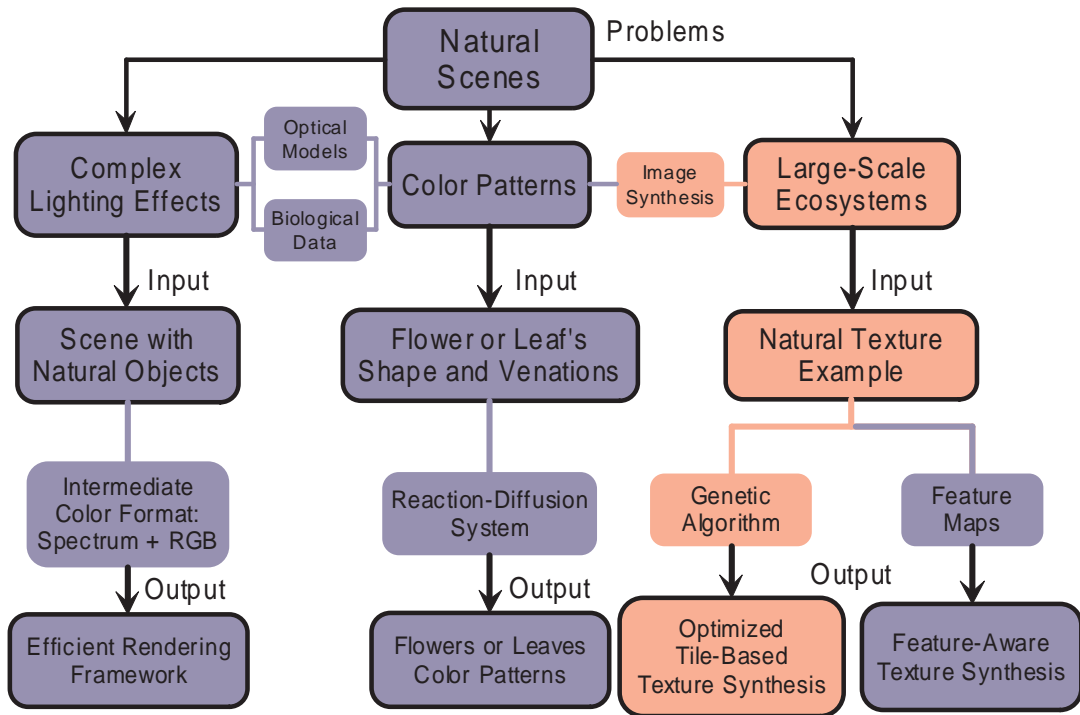 Natural
Scenes
Problems
Complex
Lighting Effects
Optical
Models
Biological
Data
Color Patterns
Image
Synthesis
Large-Scale
Ecosystems
Input
Input
Input
Scene with
Natural Objects
Flower or Leaf's
Shape and Venations
Natural Texture
Example
Intermediate
Color Format:
Spectrum + RGB
Reaction-Diffusion
System
Genetic
Algorithm
Feature
Maps
Output
Output
Output
Efficient Rendering
Framework
Flowers or Leaves
Color Patterns
Optimized
Tile-Based
Texture Synthesis
Feature-Aware
Texture Synthesis